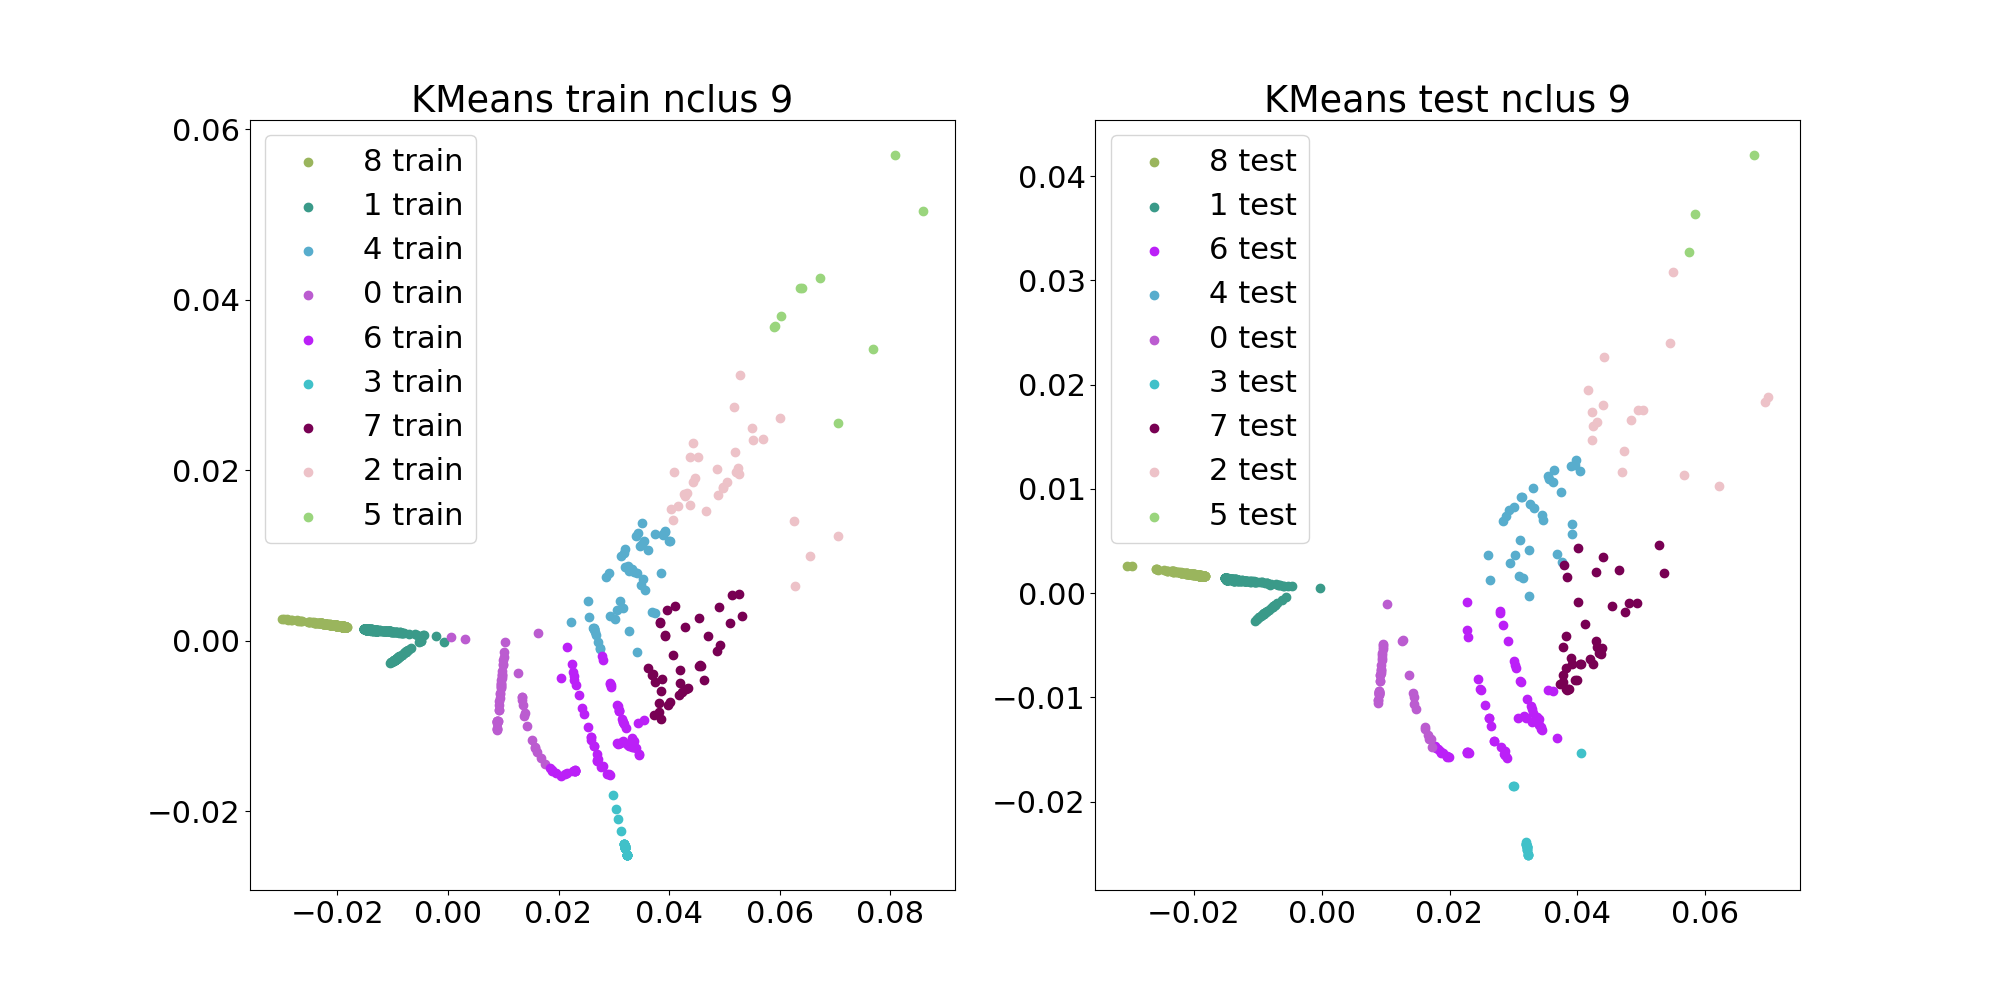 KMeans train nclus 9
0.06
0.04
0.02
0.00
−0.02
8 train
1 train
4 train
0 train
6 train
3 train
7 train
2 train
5 train
−0.02 0.00 0.02 0.04 0.06 0.08
KMeans test nclus 9
0.04
0.03
0.02
0.01
0.00
−0.01
−0.02
8 test
1 test
6 test
4 test
0 test
3 test
7 test
2 test
5 test
−0.02 0.00 0.02 0.04 0.06